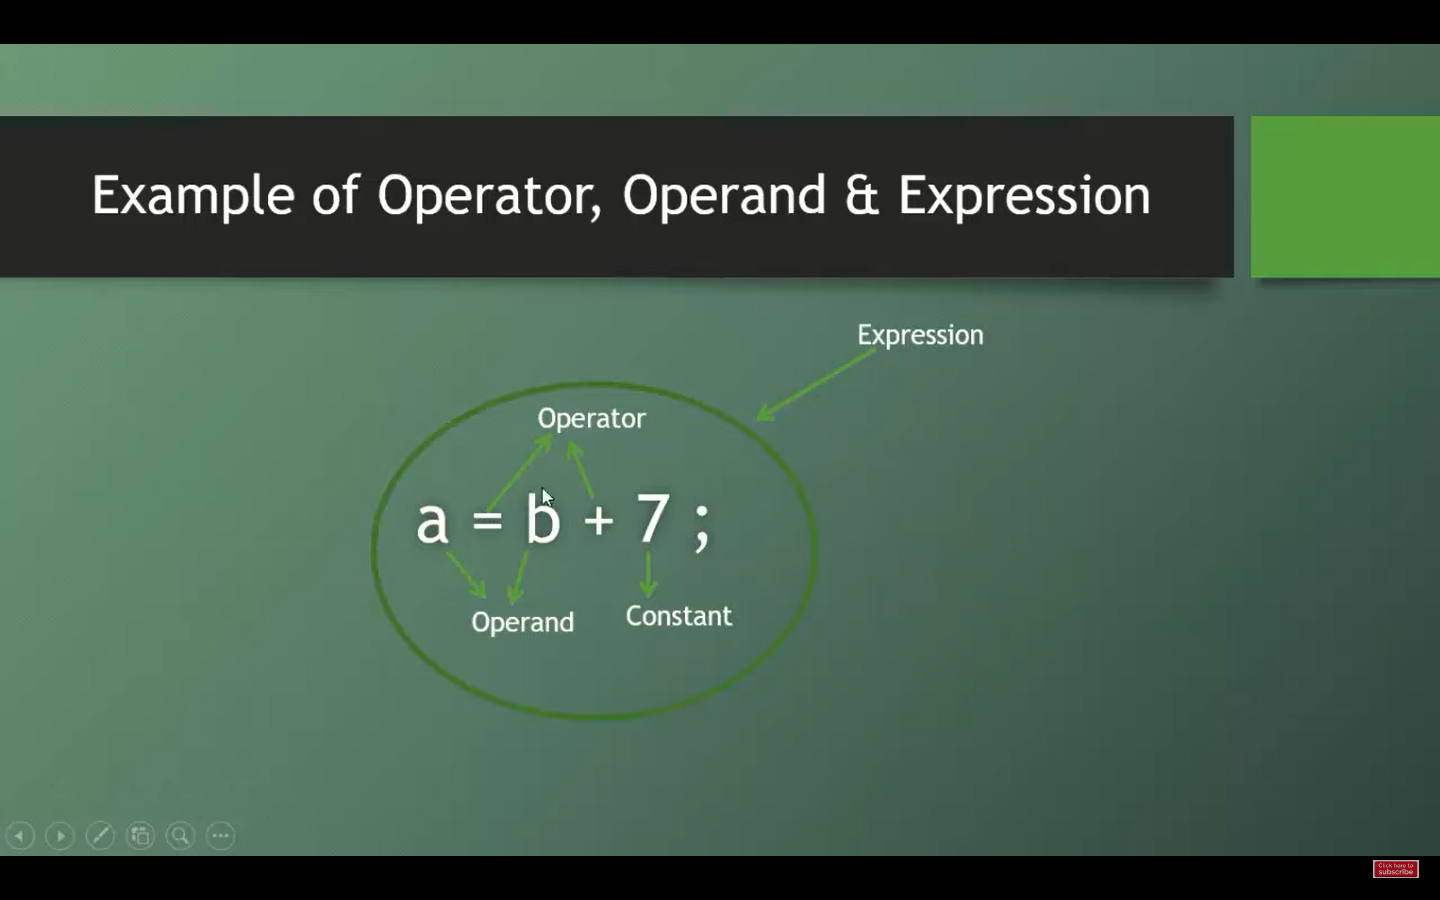 Example of Operator, Operand & Expression
Expression
Operator
a = b + 7 ;
Operand
Constant
Click here to
subscribe